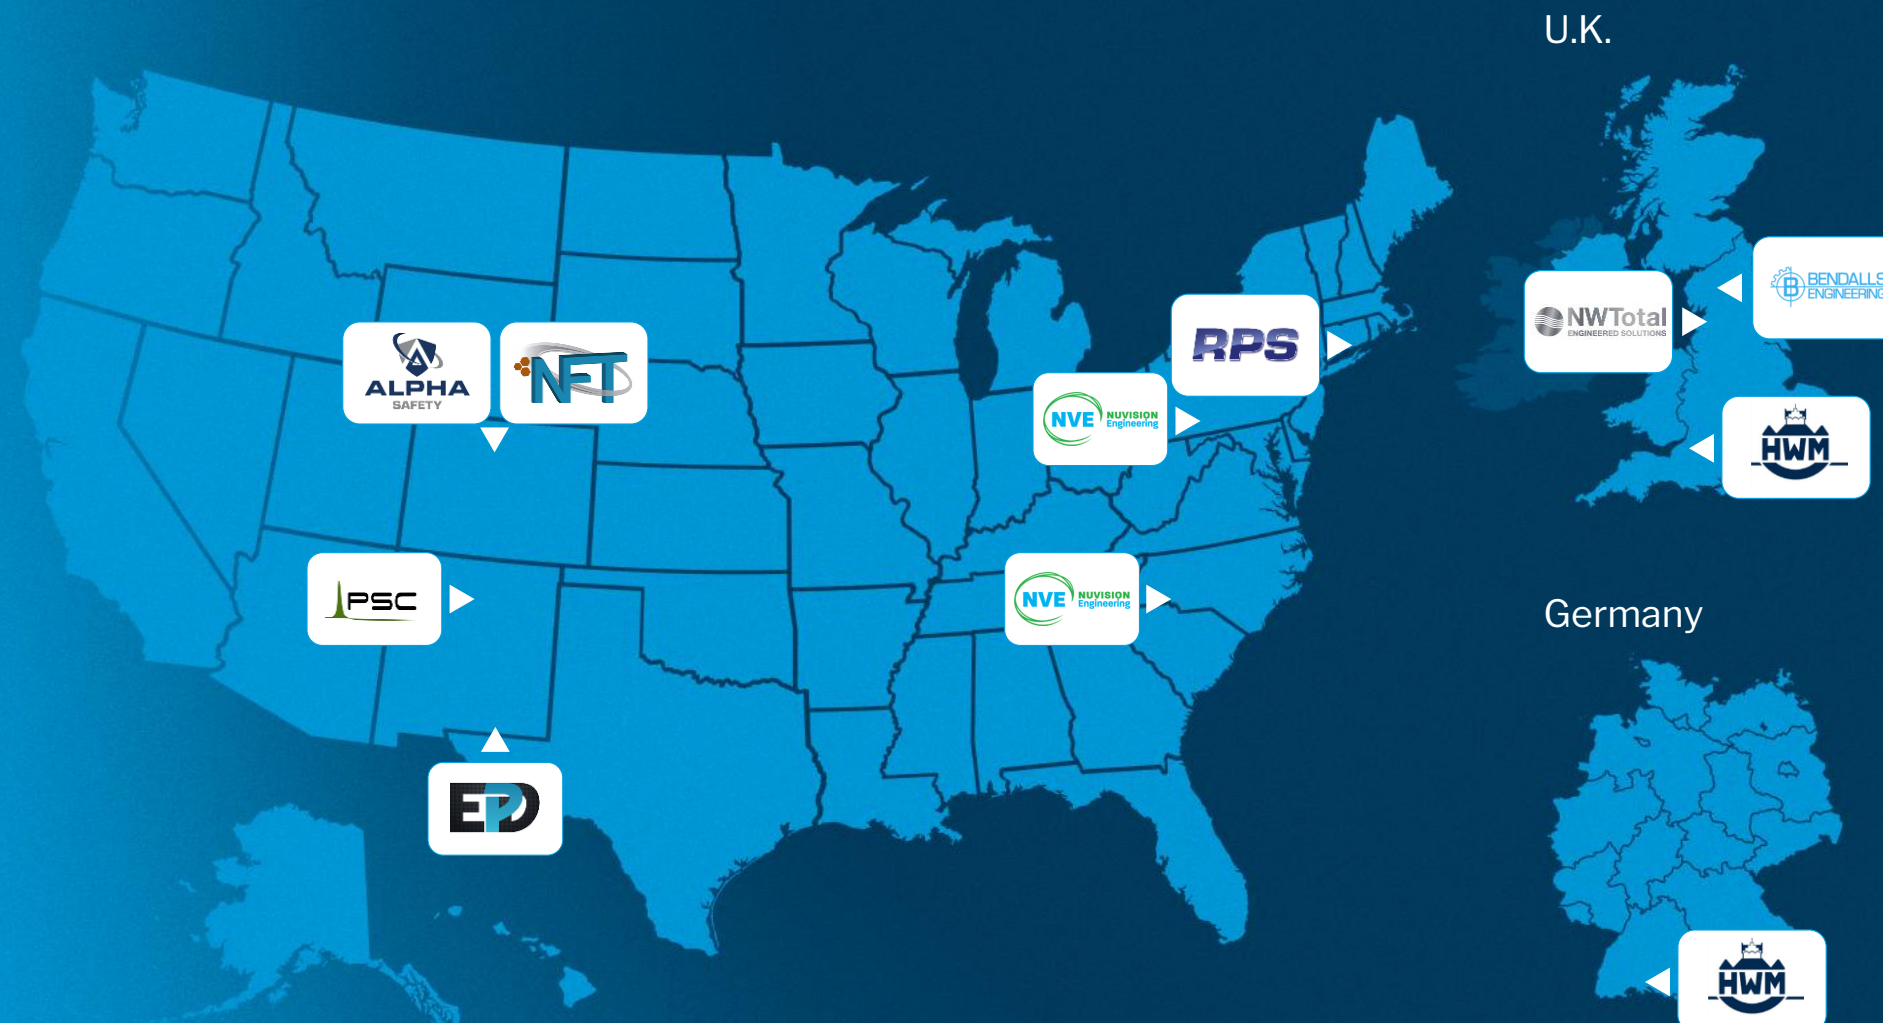 U.K.
BENDALLS
ENGINEERING
NWTotal
ENGINEERED SOLUTIONS
RPS
ALPHA
SAFETY
NFT
NVE NUVISION
Engineering
HWM
PSC
NVE NUVISION
Engineering
Germany
EPD
HWM